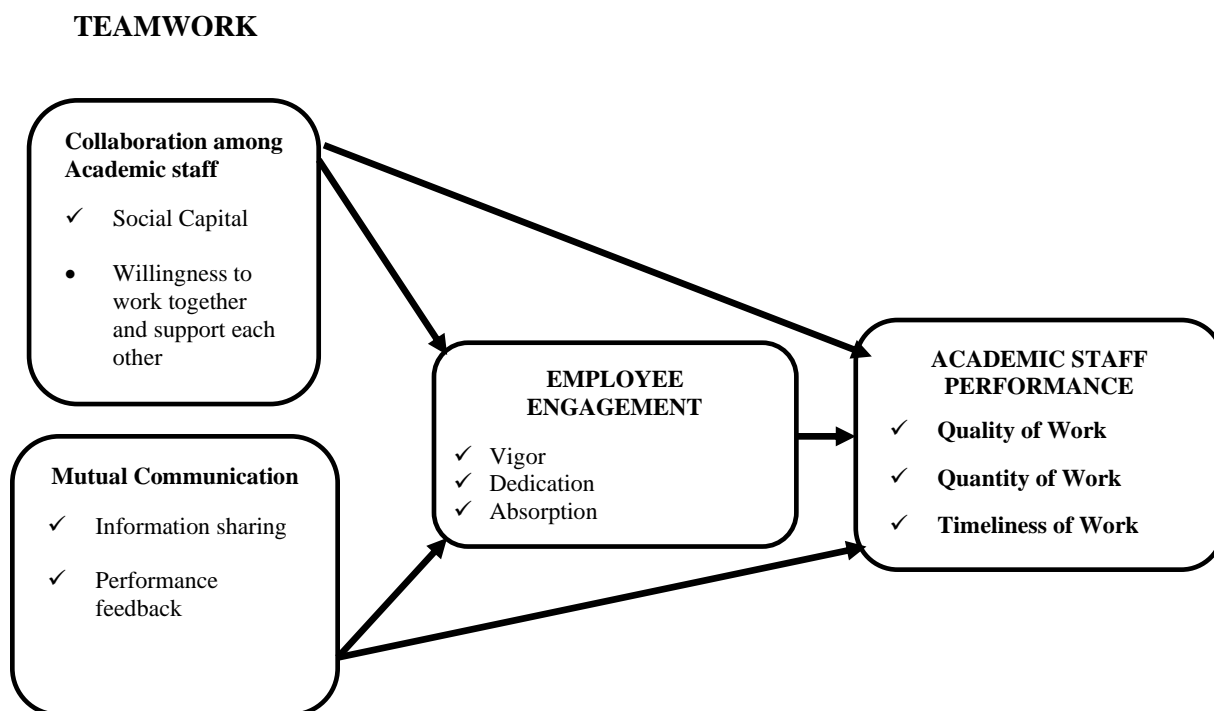 TEAMWORK
Collaboration among
Academic staff
✓ Social Capital
• Willingness to
work together
and support each
other
Mutual Communication
✓ Information sharing
✓ Performance
feedback
EMPLOYEE
ENGAGEMENT
✓ Vigor
✓ Dedication
✓ Absorption
ACADEMIC STAFF
PERFORMANCE
✓ Quality of Work
✓ Quantity of Work
✓ Timeliness of Work